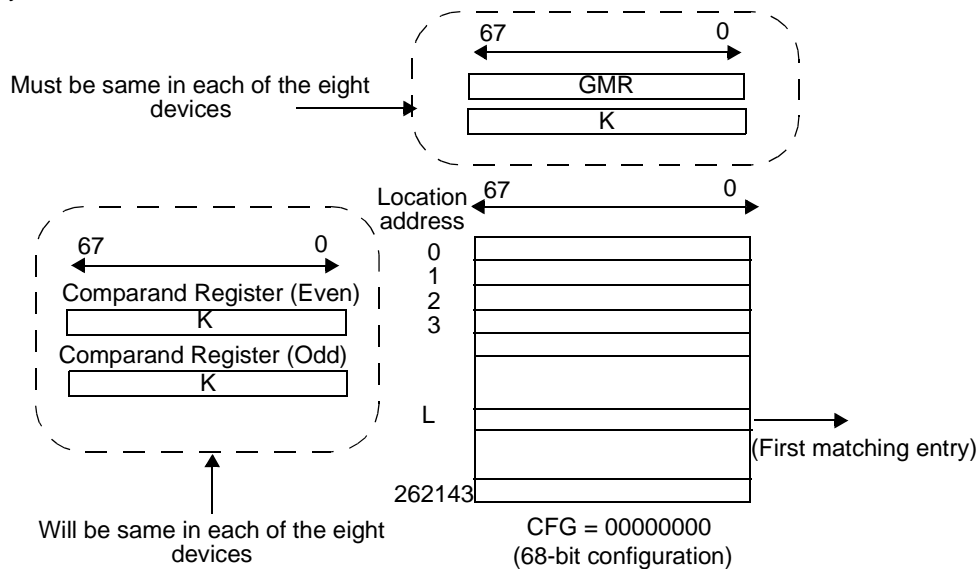 67 0
GMR
K
Must be same in each of the eight
devices
Location
address
67 0
0
1
2
3
L
262143
(First matching entry)
CFG = 00000000
(68-bit configuration)
67 0
Comparand Register (Even)
K
Comparand Register (Odd)
K
Will be same in each of the eight
devices